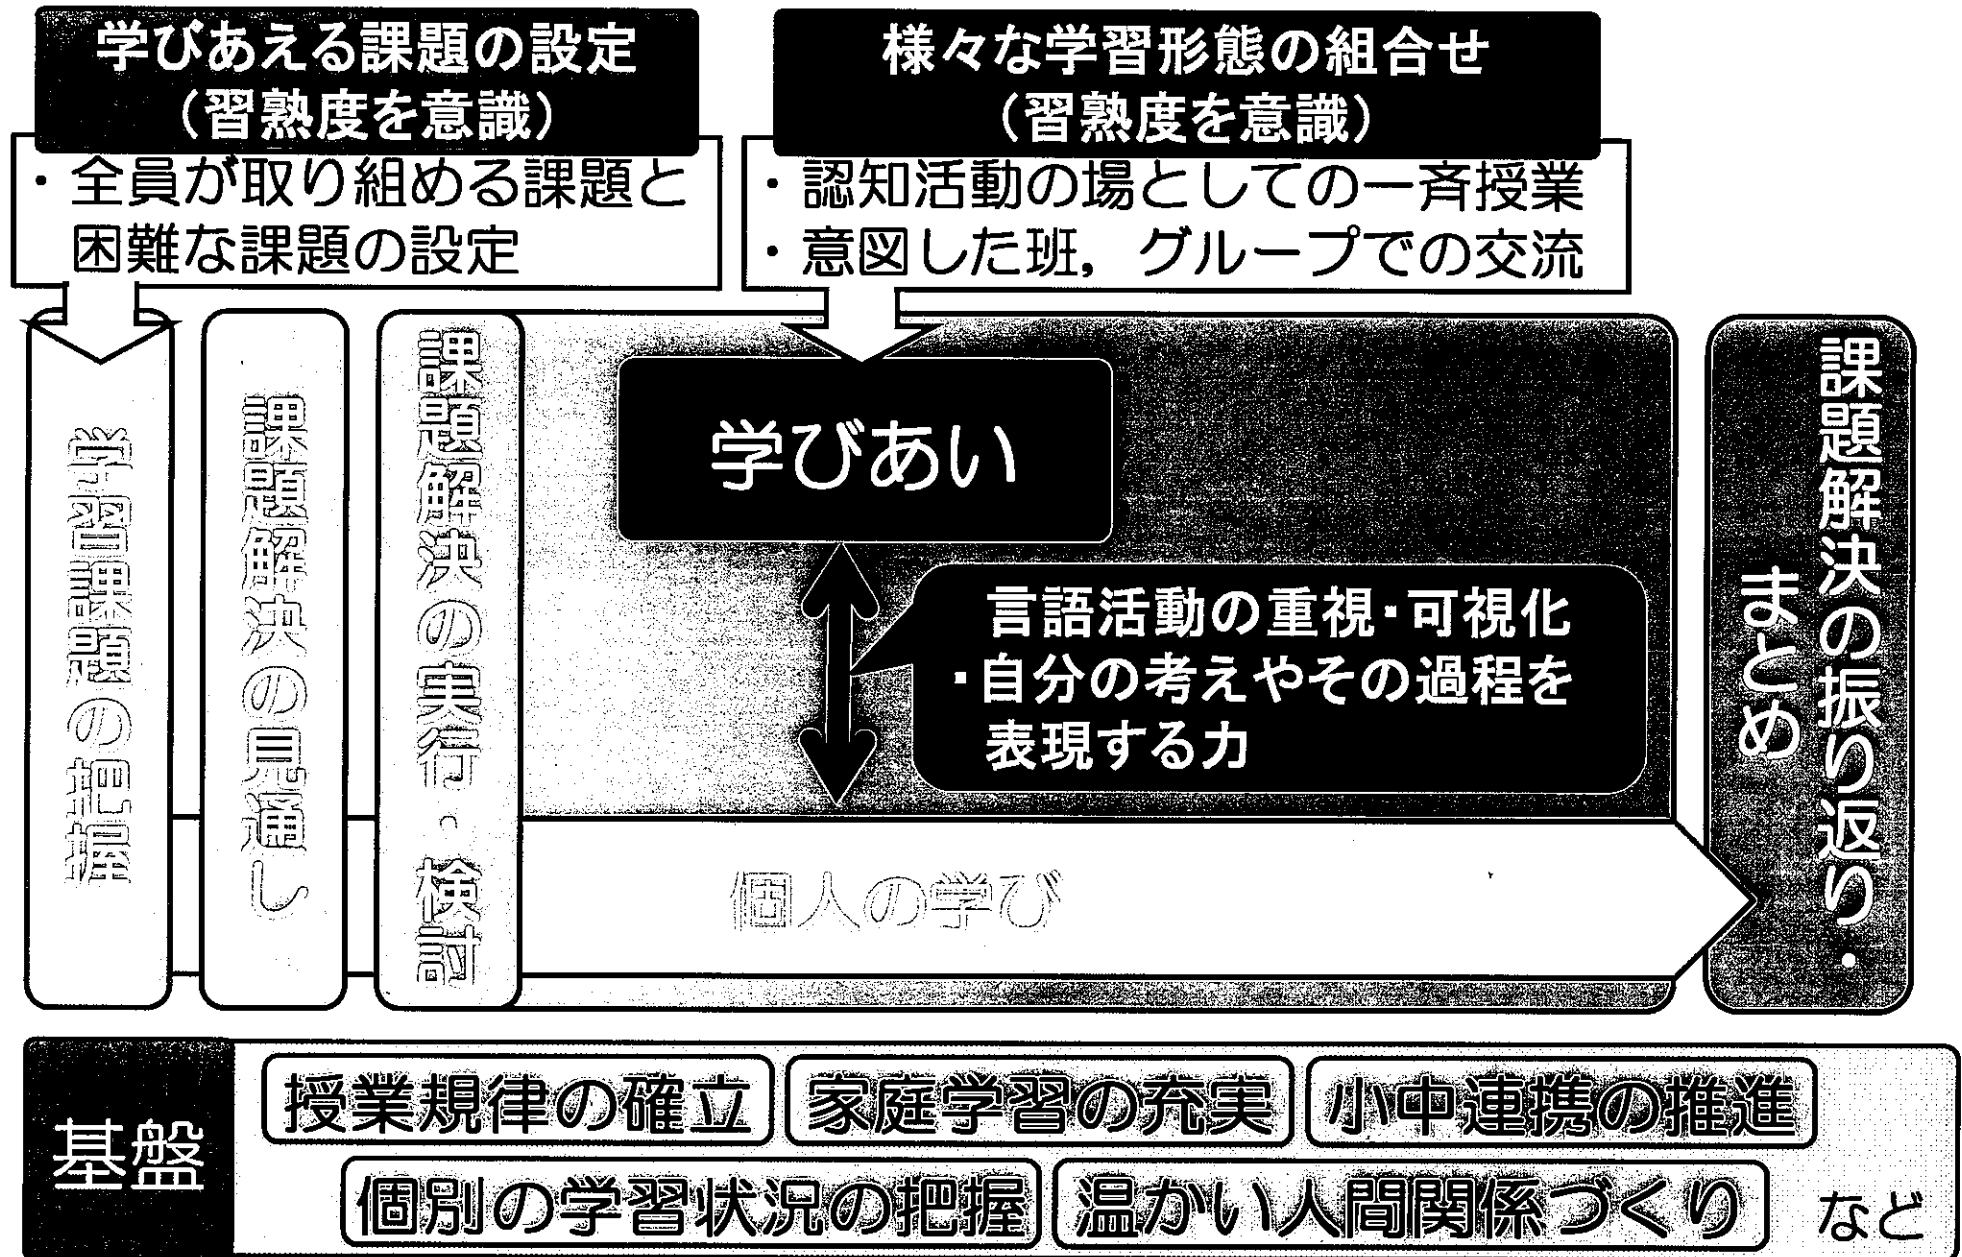 学びあえる課題の設定
（習熟度を意識）
・全員が取り組める課題と
困難な課題の設定
様々な学習形態の組合せ
（習熟度を意識）
・認知活動の場としての一斉授業
・意図した班，グループでの交流
学習課題の把握
課題解決の見通し
課題解決の実行・検討
学びあい
言語活動の重視・可視化
・自分の考えやその過程を
表現する力
個人の学び
課題解決の振り返り・
まとめ
基盤
授業規律の確立
家庭学習の充実
小中連携の推進
個別の学習状況の把握
温かい人間関係づくり
など